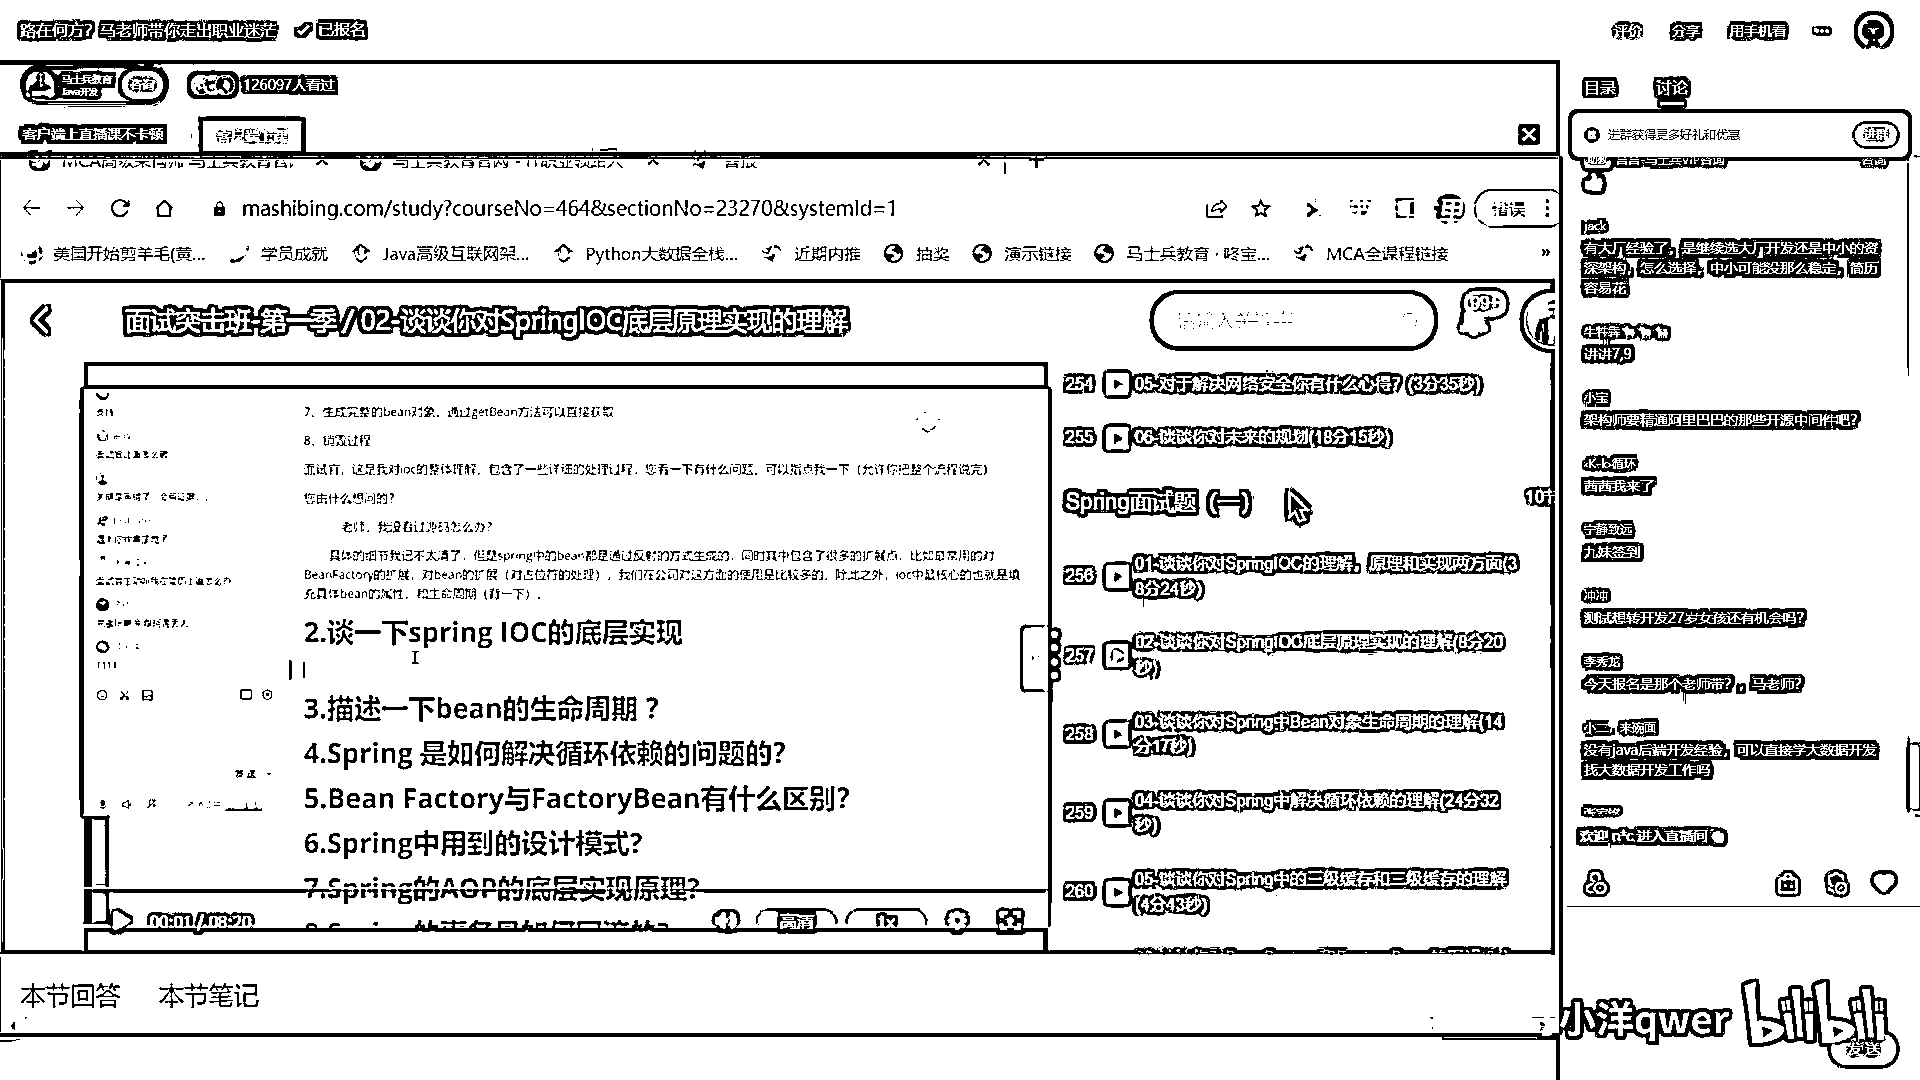 路在何方？马老师带你走出职业迷茫 已报名
评价 分享 用手机看
马士兵教育
Java开发
咨询
126097人看过
目录 讨论
客户端上直播课不卡顿
进群获得更多好礼和优惠 进群
mashibing.com/study?courseNo=464&sectionNo=23270&systemId=1
错误
美国开始剪羊毛(黄... 学员成就 Java高级互联网架... Python大数据全栈... 近期内推 抽奖 演示链接 马士兵教育 · 咚宝... MCA全课程链接 »
面试突击班-第一季 / 02-谈谈你对SpringIOC底层原理实现的理解
99+
7、生成完整的bean对象，通过getBean方法可以直接获取
8、销毁过程
面试官，这是我对ioc的整体理解，包含了一些详细的处理过程，您看一下有什么问题，可以指点我一下（允许你把整个流程说完）
您由什么想问的？
老师，我没看过源码怎么办？
具体的细节我记不太清了，但是spring中的bean都是通过反射的方式生成的，同时其中包含了很多的扩展点，比如最常用的对
BeanFactory的扩展，对bean的扩展（对占位符的处理），我们在公司对这方面的使用是比较多的，除此之外，ioc中最核心的也就是填
充具体bean的属性，和生命周期（背一下）。
2.谈一下spring IOC的底层实现
3.描述一下bean的生命周期？
4.Spring 是如何解决循环依赖的问题的?
5.Bean Factory与FactoryBean有什么区别?
6.Spring中用到的设计模式?
7.Spring的AOP的底层实现原理?
00:01 / 08:20 高清 1x
254 05-对于解决网络安全你有什么心得？(3分35秒)
255 06-谈谈你对未来的规划(18分15秒)
Spring面试题（一）
256 01-谈谈你对SpringIOC的理解，原理和实现两方面(3
8分24秒)
257 02-谈谈你对SpringIOC底层原理实现的理解(8分20
秒)
258 03-谈谈你对Spring中Bean对象生命周期的理解(14
分17秒)
259 04-谈谈你对Spring中解决循环依赖的理解(24分32
秒)
260 05-谈谈你对Spring中的三级缓存和二级缓存的理解
(4分43秒)
本节回答 本节笔记
jack
有大厂经验了，是继续选大厂开发还是中小的资
深架构，怎么选择，中小可能没那么稳定，简历
容易花
讲讲7,9
小宝
架构师要精通阿里巴巴的那些开源中间件吧？
茜茜我来了
宁静致远
九妹签到
冲冲
测试想转开发27岁女孩还有机会吗？
李秀龙
今天报名是那个老师带？，马老师？
小二，来碗面
没有java后端开发经验，可以直接学大数据开发
找大数据开发工作吗
进入直播间
小洋qwer bilibili
发送